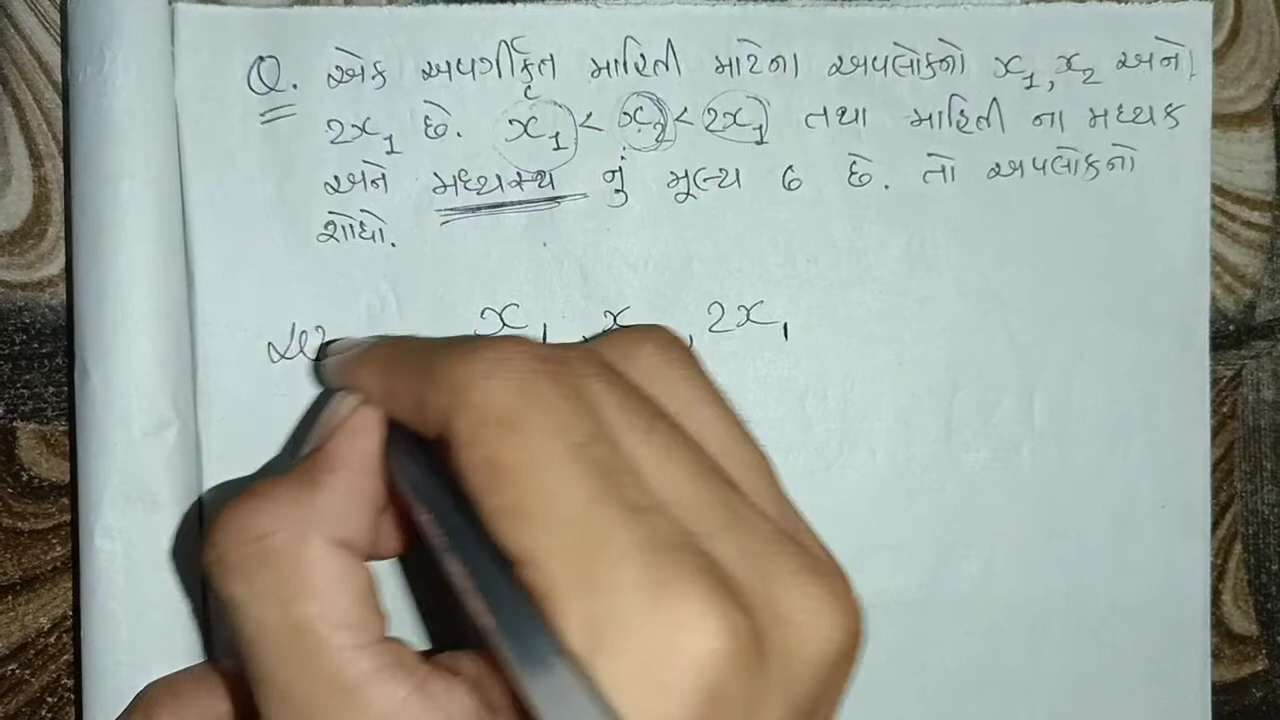 Q. એક અવર્ગીકૃત માહિતી માટેના અવલોકનો x₁, x₂ અને
2x₁ છે. x₁ < x₂ < 2x₁ તથા માહિતી ના મધ્યક
અને મધ્યસ્થ નું મૂલ્ય 6 છે. તો અવલોકનો
શોધો.
x₁, x , 2x₁